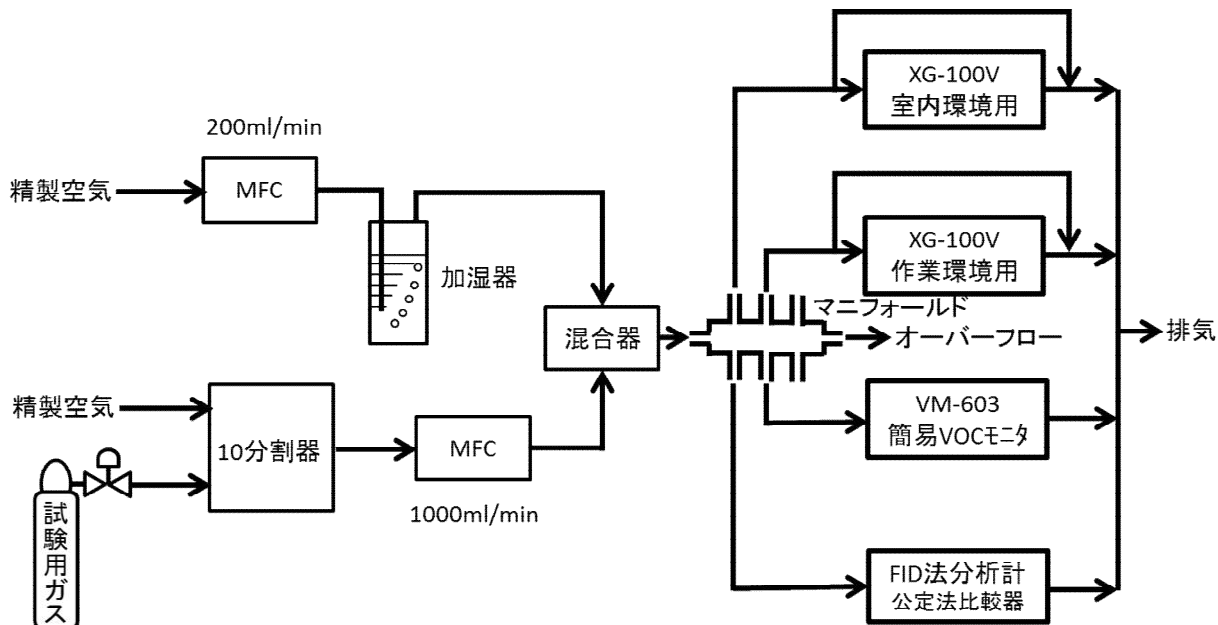 200ml/min
精製空気
MFC
加湿器
精製空気
10分割器
試験用ガス
MFC
1000ml/min
混合器
マニフォールド
オーバーフロー
XG-100V
室内環境用
XG-100V
作業環境用
VM-603
簡易VOCモニタ
FID法分析計
公定法比較器
排気